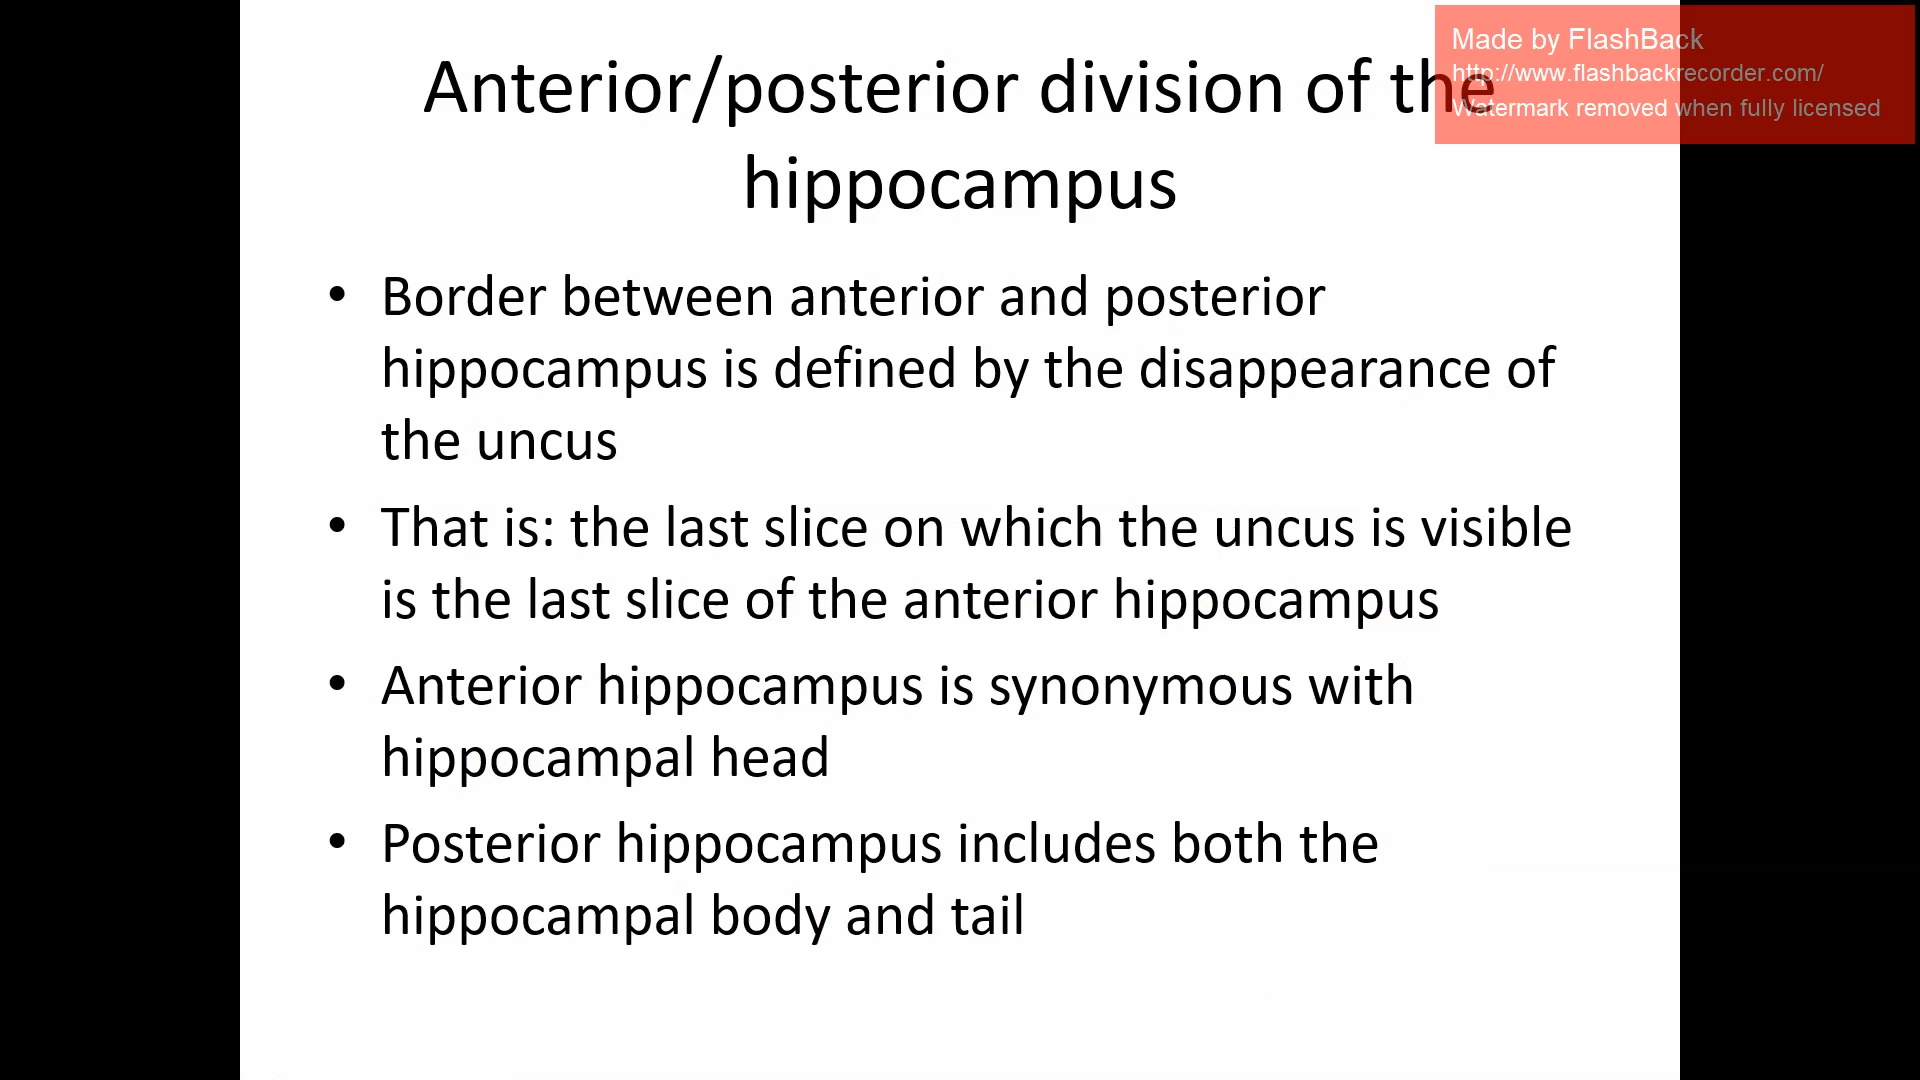 Made by FlashBack
http://www.flashbackrecorder.com/
Watermark removed when fully licensed
Anterior/posterior division of the
hippocampus
• Border between anterior and posterior
hippocampus is defined by the disappearance of
the uncus
• That is: the last slice on which the uncus is visible
is the last slice of the anterior hippocampus
• Anterior hippocampus is synonymous with
hippocampal head
• Posterior hippocampus includes both the
hippocampal body and tail